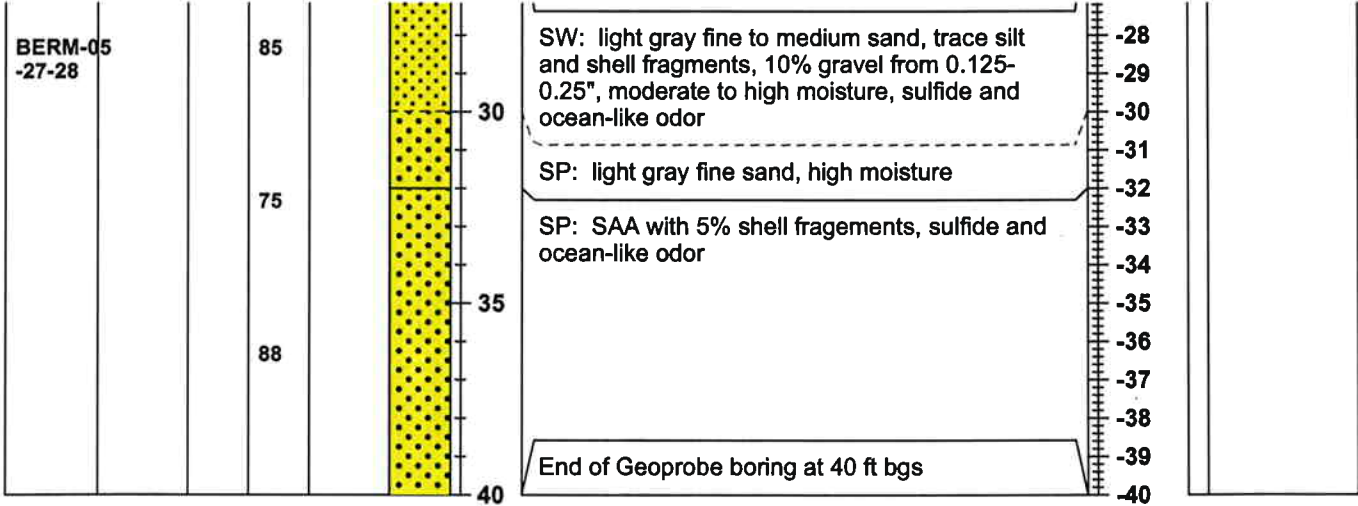 BERM-05
-27-28
85
75
88
30
35
40
SW: light gray fine to medium sand, trace silt
and shell fragments, 10% gravel from 0.125-
0.25", moderate to high moisture, sulfide and
ocean-like odor
SP: light gray fine sand, high moisture
SP: SAA with 5% shell fragements, sulfide and
ocean-like odor
End of Geoprobe boring at 40 ft bgs
-28
-29
-30
-31
-32
-33
-34
-35
-36
-37
-38
-39
-40